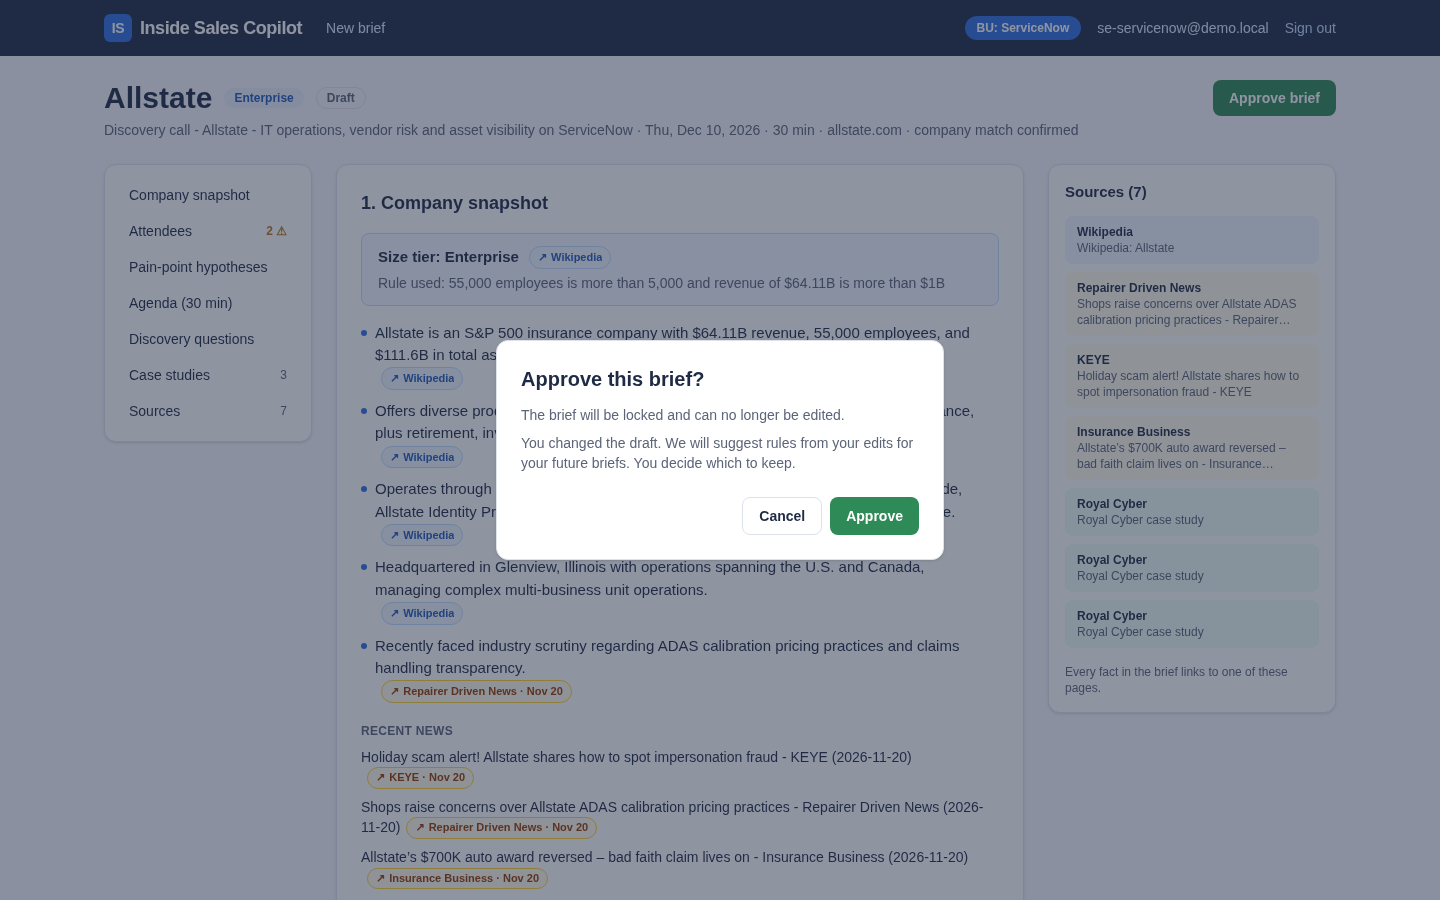 IS Inside Sales Copilot New brief BU: ServiceNow se-servicenow@demo.local Sign out
Allstate Enterprise Draft Approve brief
Discovery call - Allstate - IT operations, vendor risk and asset visibility on ServiceNow · Thu, Dec 10, 2026 · 30 min · allstate.com · company match confirmed
Company snapshot
Attendees 2 ⚠
Pain-point hypotheses
Agenda (30 min)
Discovery questions
Case studies 3
Sources 7
1. Company snapshot
Size tier: Enterprise ↗ Wikipedia
Rule used: 55,000 employees is more than 5,000 and revenue of $64.11B is more than $1B
Allstate is an S&P 500 insurance company with $64.11B revenue, 55,000 employees, and
$111.6B in total
↗ Wikipedia
Offers diverse
plus retirement,
↗ Wikipedia
Operates through
Allstate Identity
↗ Wikipedia
Headquartered in Glenview, Illinois with operations spanning the U.S. and Canada,
managing complex multi-business unit operations.
↗ Wikipedia
Recently faced industry scrutiny regarding ADAS calibration pricing practices and claims
handling transparency.
↗ Repairer Driven News · Nov 20
RECENT NEWS
Holiday scam alert! Allstate shares how to spot impersonation fraud - KEYE (2026-11-20)
↗ KEYE · Nov 20
Shops raise concerns over Allstate ADAS calibration pricing practices - Repairer Driven News (2026-
11-20) ↗ Repairer Driven News · Nov 20
Allstate’s $700K auto award reversed – bad faith claim lives on - Insurance Business (2026-11-20)
↗ Insurance Business · Nov 20
Approve this brief?
The brief will be locked and can no longer be edited.
You changed the draft. We will suggest rules from your edits for
your future briefs. You decide which to keep.
Cancel Approve
Sources (7)
Wikipedia
Wikipedia: Allstate
Repairer Driven News
Shops raise concerns over Allstate ADAS
calibration pricing practices - Repairer…
KEYE
Holiday scam alert! Allstate shares how to
spot impersonation fraud - KEYE
Insurance Business
Allstate’s $700K auto award reversed –
bad faith claim lives on - Insurance…
Royal Cyber
Royal Cyber case study
Royal Cyber
Royal Cyber case study
Royal Cyber
Royal Cyber case study
Every fact in the brief links to one of these
pages.